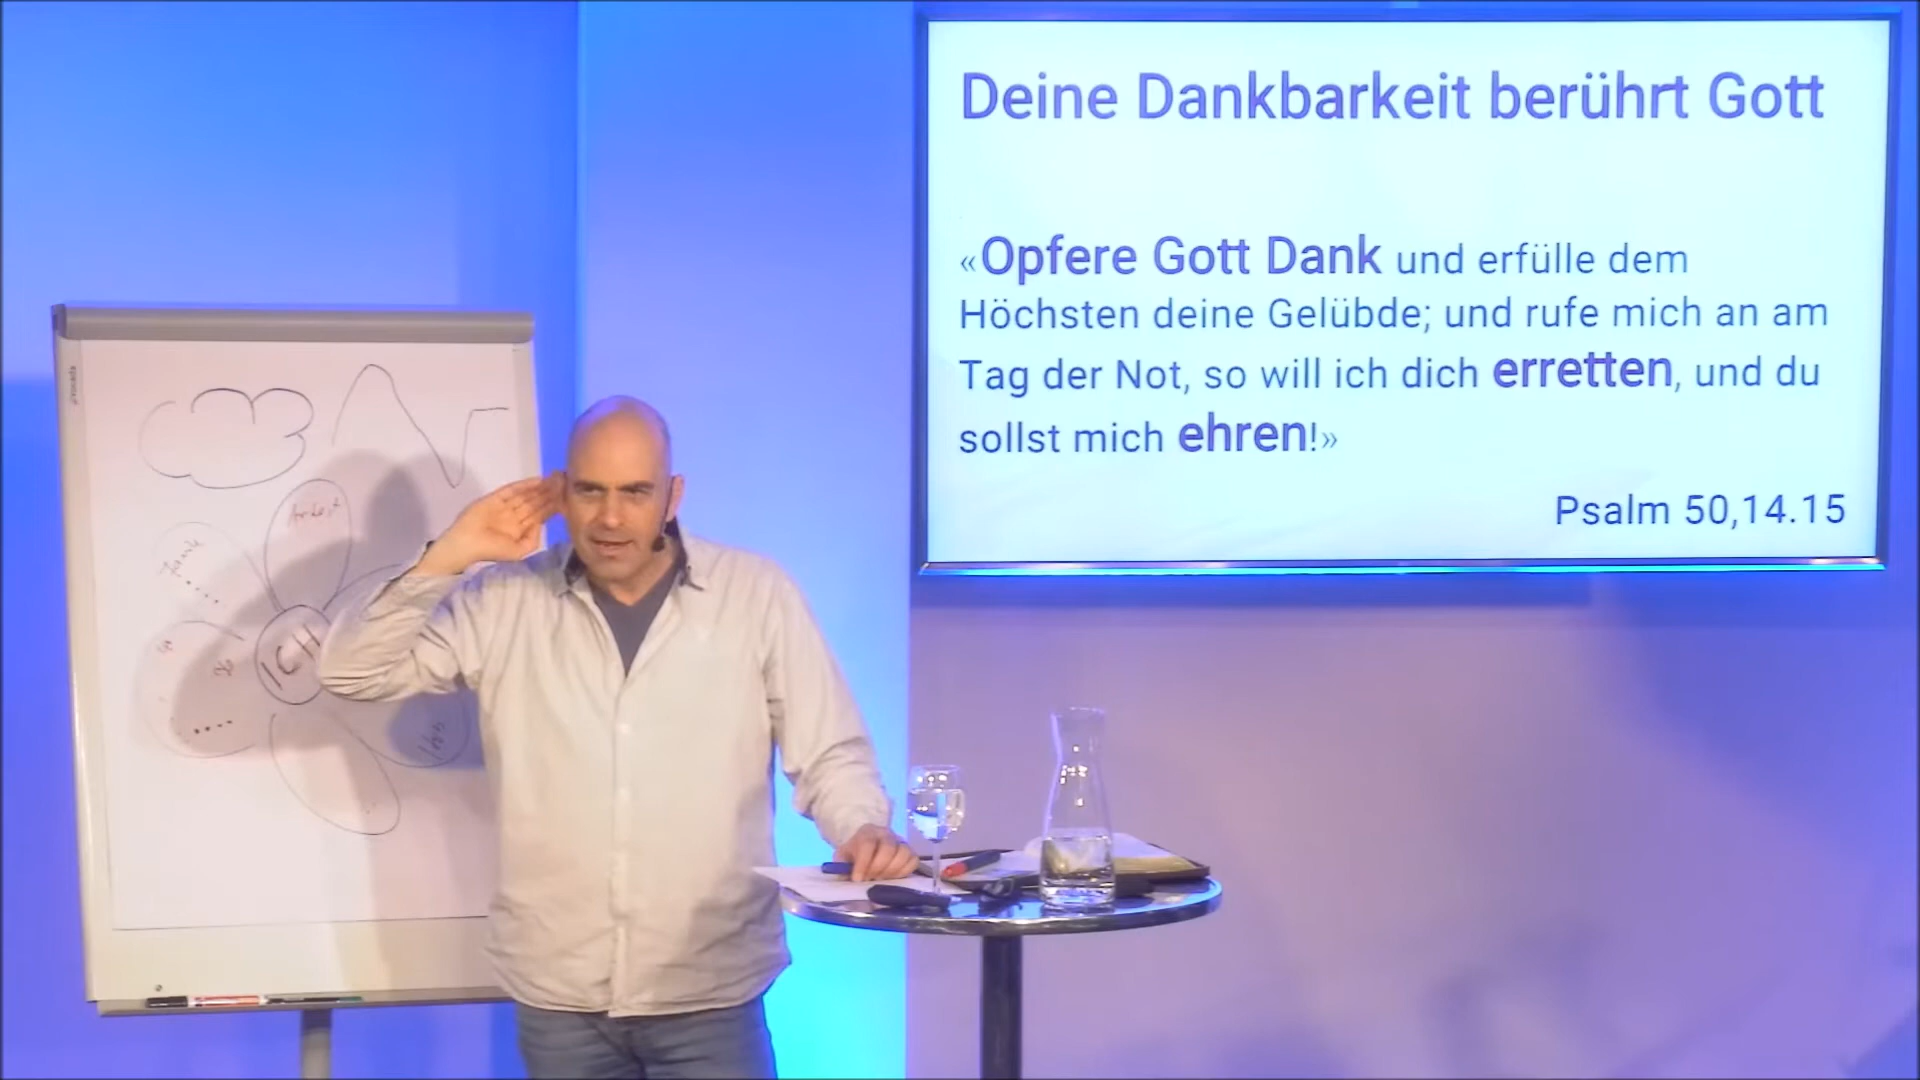 Deine Dankbarkeit berührt Gott
«Opfere Gott Dank und erfülle dem
Höchsten deine Gelübde; und rufe mich an am
Tag der Not, so will ich dich erretten, und du
sollst mich ehren!»
Psalm 50,14.15
Arbeit
ICH